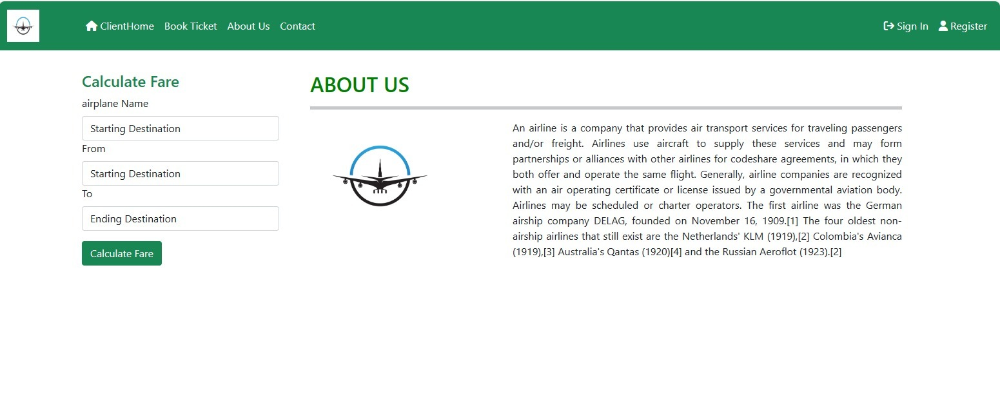 ClientHome Book Ticket About Us Contact Sign In Register
Calculate Fare
airplane Name
Starting Destination
From
Starting Destination
To
Ending Destination
Calculate Fare
ABOUT US
An airline is a company that provides air transport services for traveling passengers
and/or freight. Airlines use aircraft to supply these services and may form
partnerships or alliances with other airlines for codeshare agreements, in which they
both offer and operate the same flight. Generally, airline companies are recognized
with an air operating certificate or license issued by a governmental aviation body.
Airlines may be scheduled or charter operators. The first airline was the German
airship company DELAG, founded on November 16, 1909.[1] The four oldest non-
airship airlines that still exist are the Netherlands' KLM (1919),[2] Colombia's Avianca
(1919),[3] Australia's Qantas (1920)[4] and the Russian Aeroflot (1923).[2]